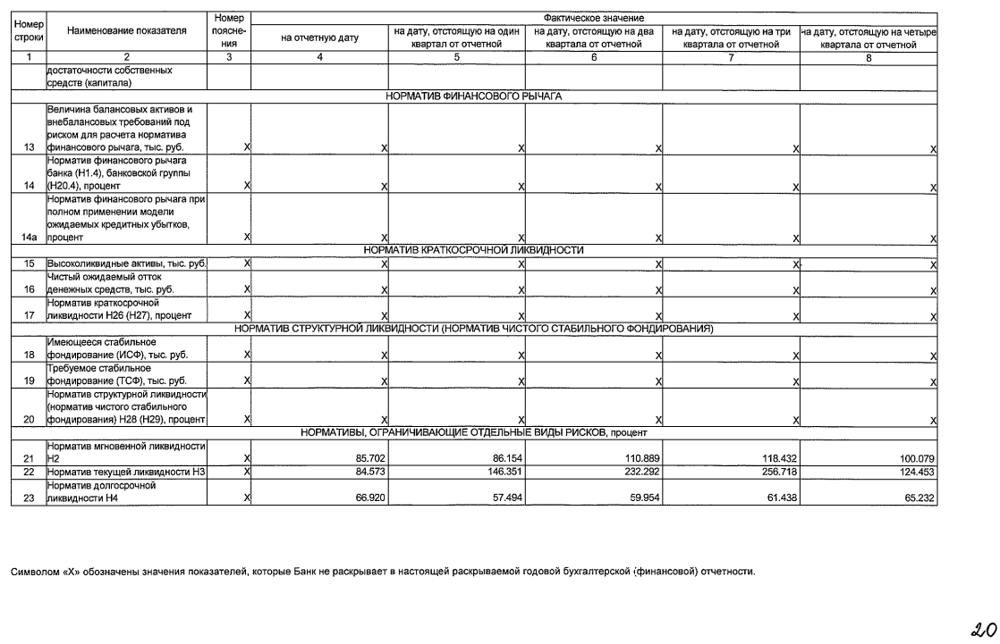 Номер строки | Наименование показателя | Номер поясне-ния | Фактическое значение
на отчетную дату | на дату, отстоящую на один квартал от отчетной | на дату, отстоящую на два квартала от отчетной | на дату, отстоящую на три квартала от отчетной | на дату, отстоящую на четыре квартала от отчетной
1 | 2 | 3 | 4 | 5 | 6 | 7 | 8
достаточности собственных
средств (капитала)
НОРМАТИВ ФИНАНСОВОГО РЫЧАГА
Величина балансовых активов и
внебалансовых требований под
риском для расчета норматива
13 | финансового рычага, тыс. руб. | X | X | X | X | X | X
Норматив финансового рычага
банка (Н1.4), банковской группы
14 | (Н20.4), процент | X | X | X | X | X | X
Норматив финансового рычага при
полном применении модели
ожидаемых кредитных убытков,
14а | процент | X | X | X | X | X | X
НОРМАТИВ КРАТКОСРОЧНОЙ ЛИКВИДНОСТИ
15 | Высоколиквидные активы, тыс. руб. | X | X | X | X | X | X
Чистый ожидаемый отток
16 | денежных средств, тыс. руб. | X | X | X | X | X | X
Норматив краткосрочной
17 | ликвидности Н26 (Н27), процент | X | X | X | X | X | X
НОРМАТИВ СТРУКТУРНОЙ ЛИКВИДНОСТИ (НОРМАТИВ ЧИСТОГО СТАБИЛЬНОГО ФОНДИРОВАНИЯ)
Имеющееся стабильное
18 | фондирование (ИСФ), тыс. руб. | X | X | X | X | X | X
Требуемое стабильное
19 | фондирование (ТСФ), тыс. руб. | X | X | X | X | X | X
Норматив структурной ликвидности
(норматив чистого стабильного
20 | фондирования) Н28 (Н29), процент | X | X | X | X | X | X
НОРМАТИВЫ, ОГРАНИЧИВАЮЩИЕ ОТДЕЛЬНЫЕ ВИДЫ РИСКОВ, процент
Норматив мгновенной ликвидности
21 | Н2 | X | 85.702 | 86.154 | 110.889 | 118.432 | 100.079
22 | Норматив текущей ликвидности Н3 | X | 84.573 | 146.351 | 232.292 | 256.718 | 124.453
Норматив долгосрочной
23 | ликвидности Н4 | X | 66.920 | 57.494 | 59.954 | 61.438 | 65.232
Символом «X» обозначены значения показателей, которые Банк не раскрывает в настоящей раскрываемой годовой бухгалтерской (финансовой) отчетности.
20